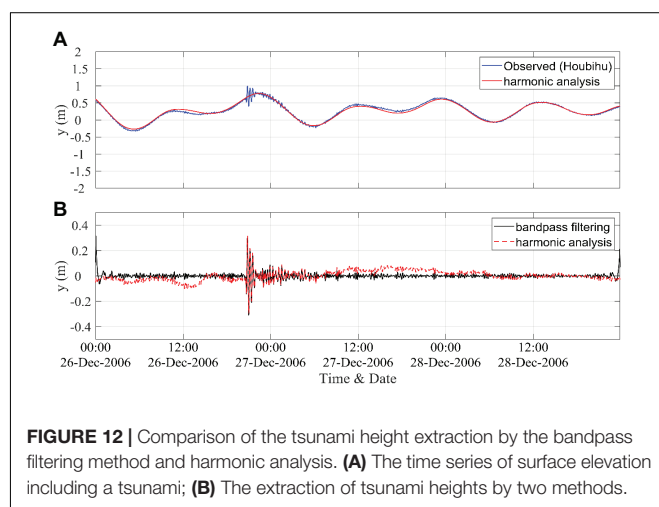 A
2
1.5
1
0.5
0
-0.5
-1
-1.5
-2
y (m)
Observed (Houbihu)
harmonic analysis
B
0.4
0.2
0
-0.2
-0.4
y (m)
bandpass filtering
harmonic analysis
00:00 12:00 00:00 12:00 00:00 12:00
26-Dec-2006 26-Dec-2006 27-Dec-2006 27-Dec-2006 28-Dec-2006 28-Dec-2006
Time & Date
FIGURE 12 | Comparison of the tsunami height extraction by the bandpass
filtering method and harmonic analysis. (A) The time series of surface elevation
including a tsunami; (B) The extraction of tsunami heights by two methods.